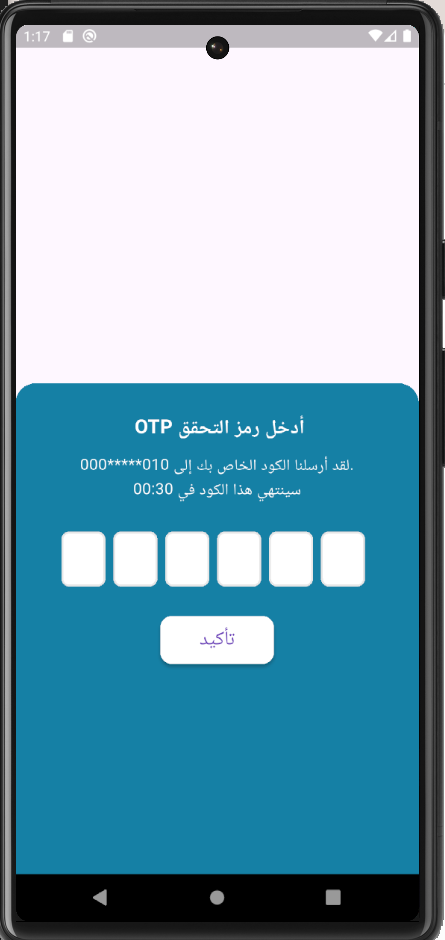 1:17
أدخل رمز التحقق OTP
لقد أرسلنا الكود الخاص بك إلى 010*****000.
سينتهي هذا الكود في 00:30
تأكيد